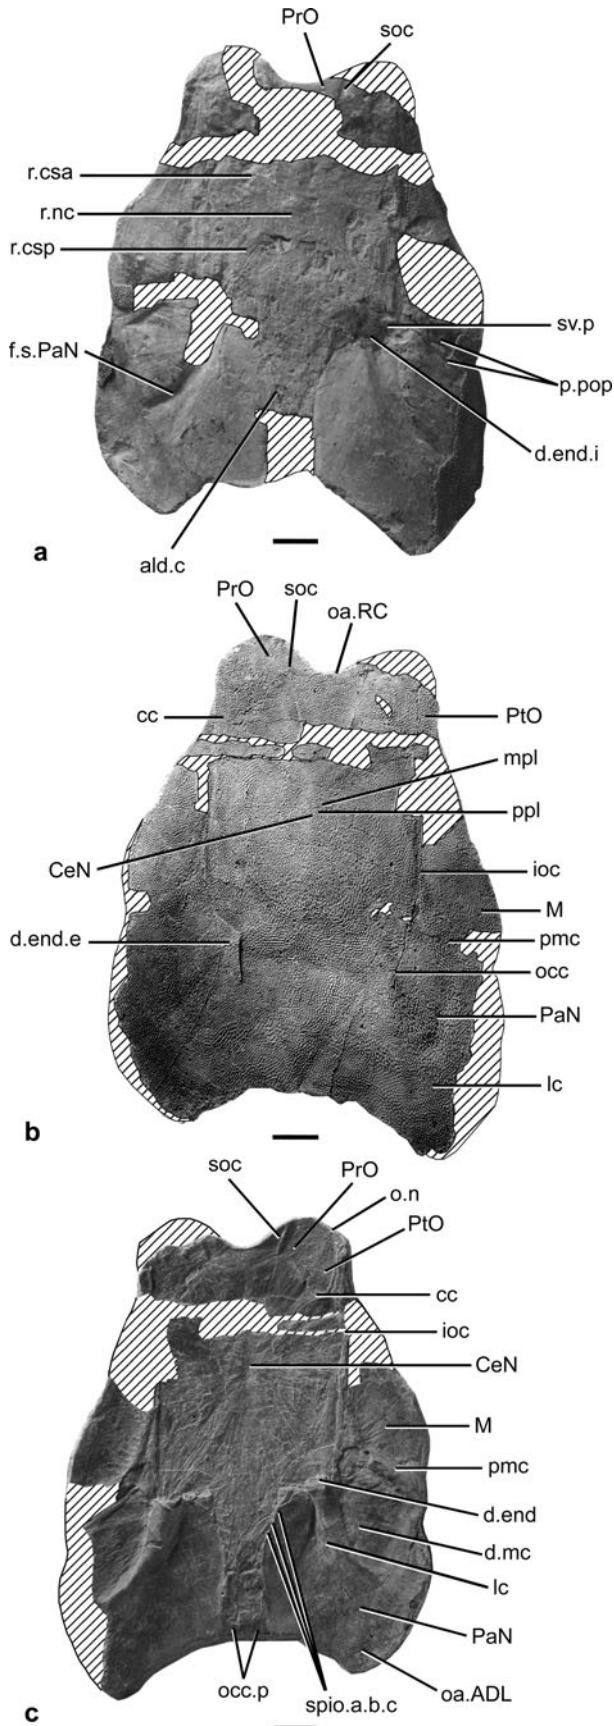 PrO
soc
r.csa
r.nc
r.csp
sv.p
f.s.PaN
p.pop
d.end.i
a
ald.c
PrO
soc
oa.RC
cc
PtO
mpl
ppl
CeN
ioc
M
d.end.e
pmc
occ
PaN
lc
b
soc
PrO
o.n
PtO
cc
ioc
CeN
M
pmc
d.end
d.mc
lc
PaN
occ.p
spio.a.b.c
oa.ADL
c